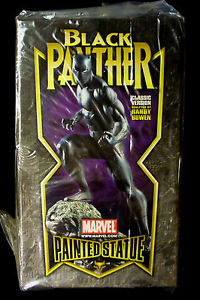 BLACK
PANTHER
CLASSIC
VERSION
SCULPTED BY
RANDY
BOWEN
MARVEL
WWW.MARVEL.COM
PAINTED STATUE